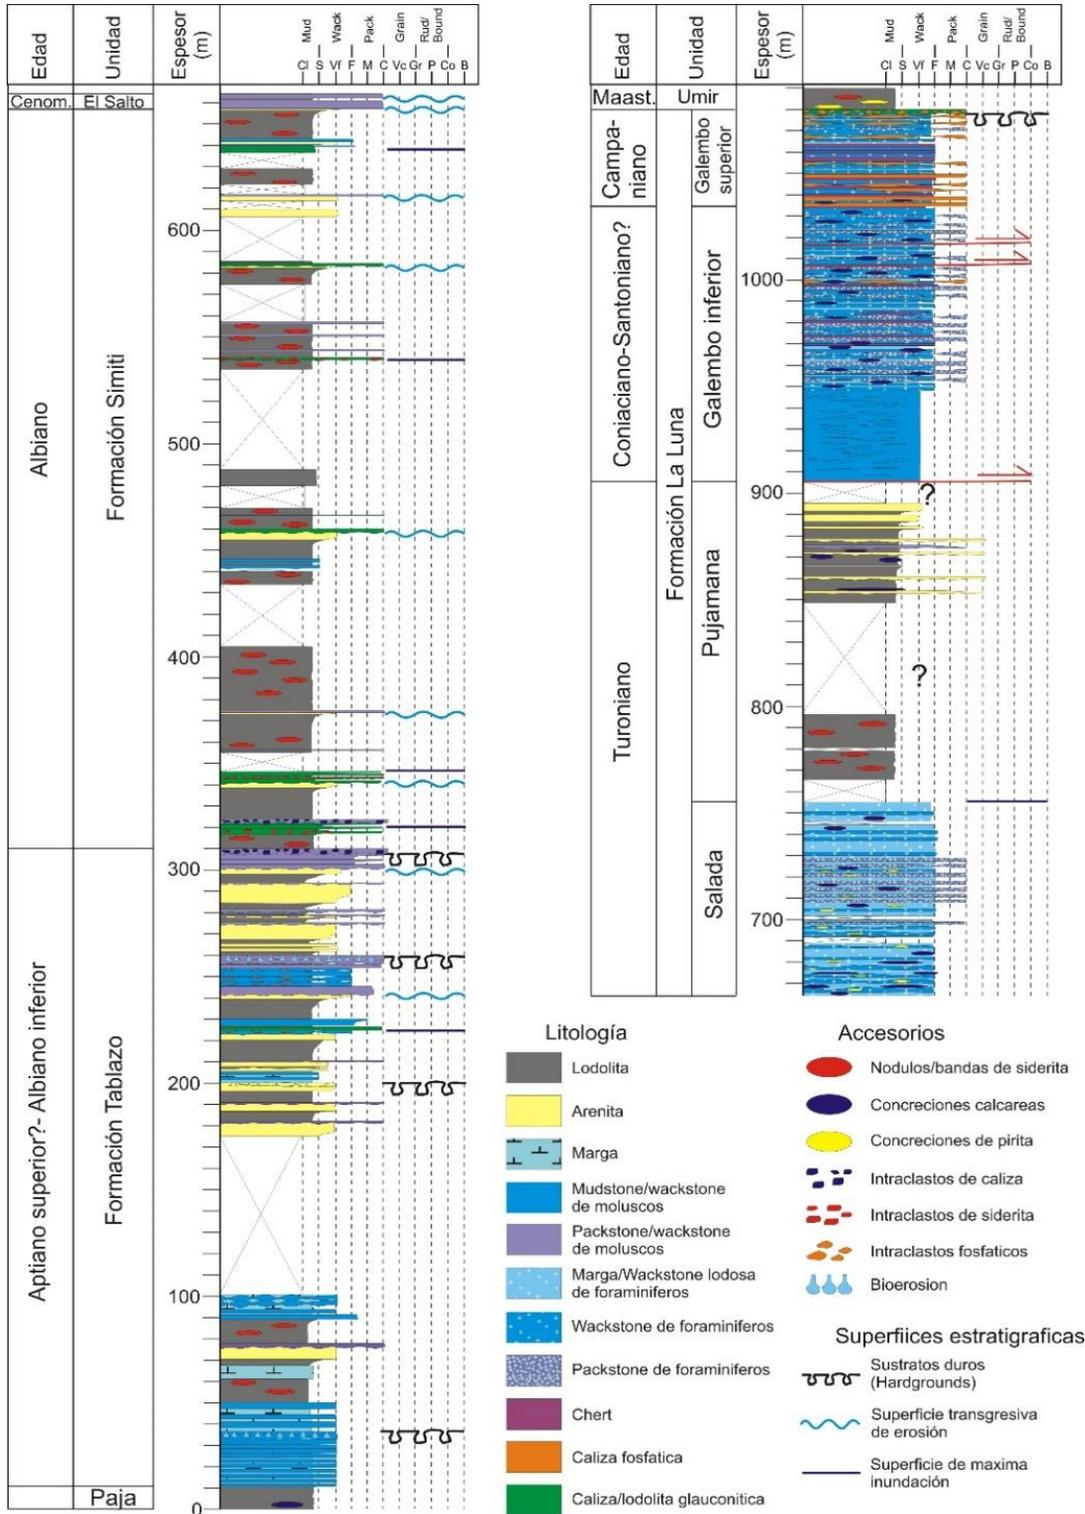 Edad
Unidad
Espesor
(m)
Mud
Wack
Pack
Grain
Rud/
Bound
Cl S Vf F M C Vc Gr P Co B
Cenom.
El Salto
Albiano
Formación Simiti
Aptiano superior?- Albiano inferior
Formación Tablazo
Paja
600
500
400
300
200
100
0
Edad
Unidad
Espesor
(m)
Mud
Wack
Pack
Grain
Rud/
Bound
Cl S Vf F M C Vc Gr P Co B
Maast.
Umir
Campa-
niano
Galembo
superior
Coniaciano-Santoniano?
Galembo inferior
Formación La Luna
Turoniano
Pujamana
Salada
1000
900
800
700
?
?
Litología
Lodolita
Arenita
Marga
Mudstone/wackstone
de moluscos
Packstone/wackstone
de moluscos
Marga/Wackstone lodosa
de foraminiferos
Wackstone de foraminiferos
Packstone de foraminiferos
Chert
Caliza fosfatica
Caliza/lodolita glauconitica
Accesorios
Nodulos/bandas de siderita
Concreciones calcareas
Concreciones de pirita
Intraclastos de caliza
Intraclastos de siderita
Intraclastos fosfaticos
Bioerosion
Superfiices estratigraficas
Sustratos duros
(Hardgrounds)
Superficie transgresiva
de erosión
Superficie de maxima
inundación